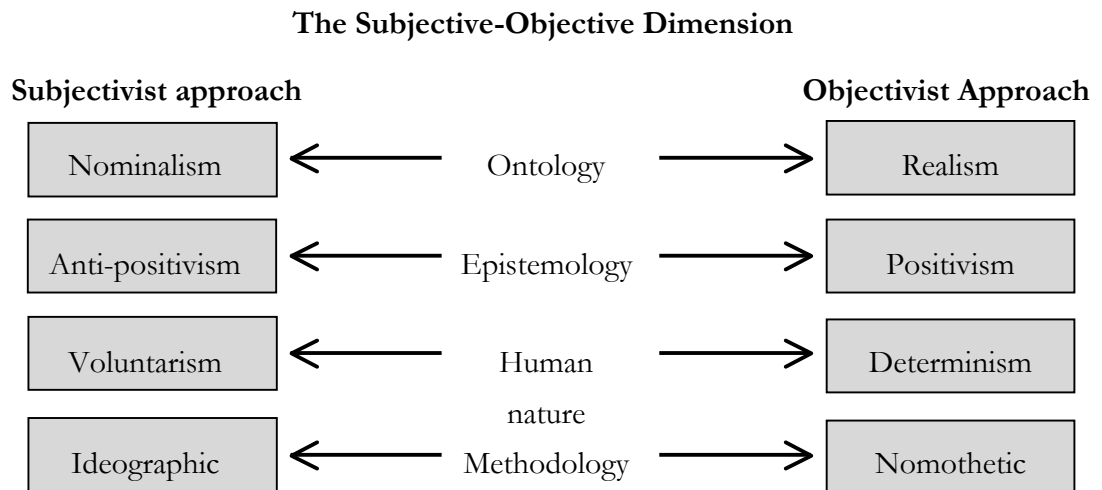 The Subjective-Objective Dimension
Subjectivist approach Objectivist Approach
Nominalism Ontology Realism
Anti-positivism Epistemology Positivism
Voluntarism Human Determinism
nature
Ideographic Methodology Nomothetic